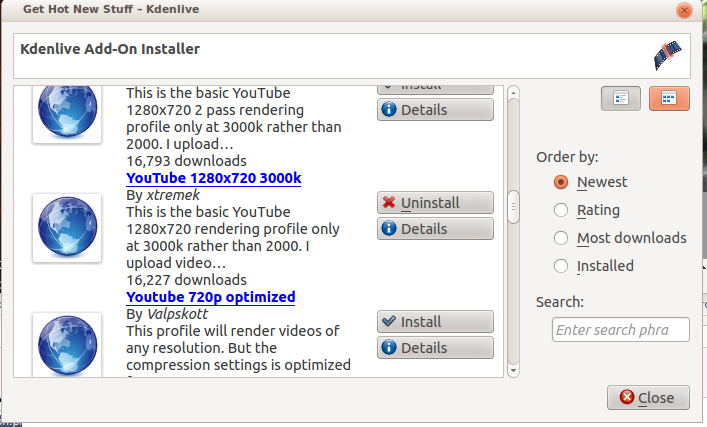 Get Hot New Stuff – Kdenlive
Kdenlive Add-On Installer
This is the basic YouTube
1280x720 2 pass rendering
profile only at 3000k rather than
2000. I upload…
16,793 downloads
Install
Details
YouTube 1280x720 3000k
By xtremek
This is the basic YouTube
1280x720 rendering profile only
at 3000k rather than 2000. I
upload video…
16,227 downloads
Uninstall
Details
Youtube 720p optimized
By Valpskott
This profile will render videos of
any resolution. But the
compression settings is optimized
Install
Details
Order by:
Newest
Rating
Most downloads
Installed
Search:
Enter search phra
Close